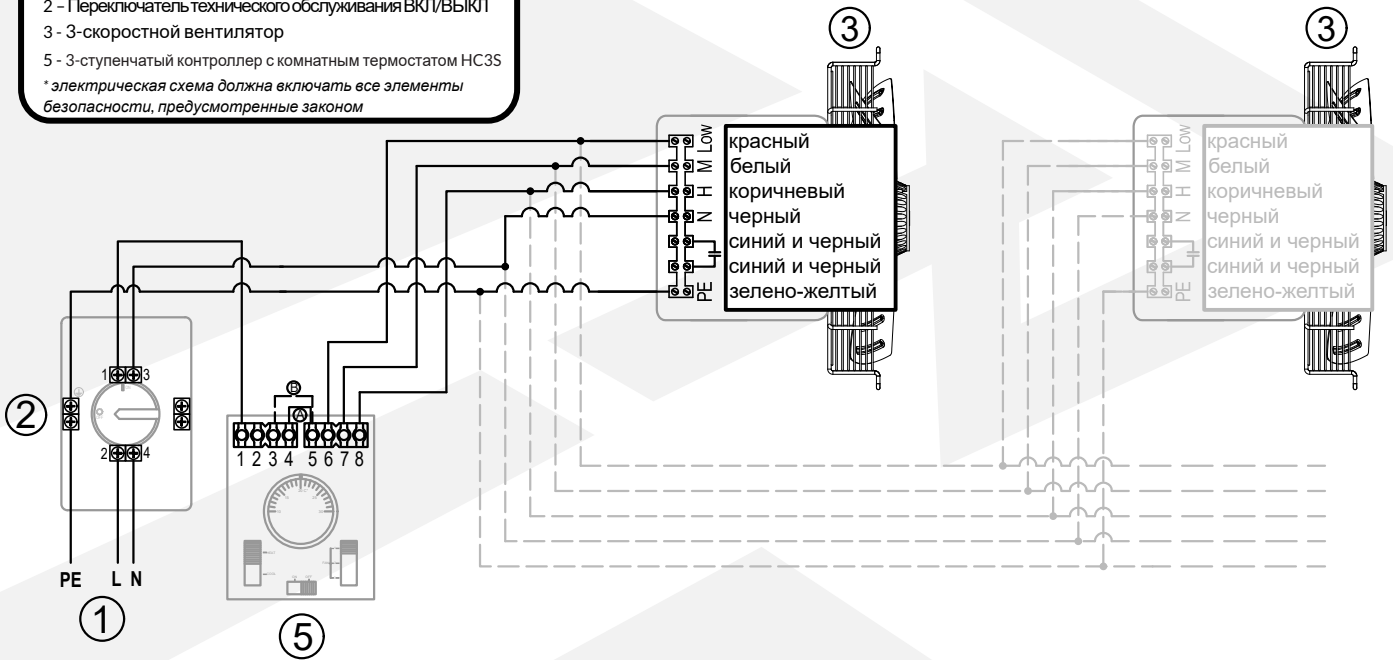 2 – Переключатель технического обслуживания ВКЛ/ВЫКЛ
3 - 3-скоростной вентилятор
5 - 3-ступенчатый контроллер с комнатным термостатом HC3S
* электрическая схема должна включать все элементы
безопасности, предусмотренные законом
3
3
Low красный
M белый
H коричневый
N черный
синий и черный
синий и черный
PE зелено-желтый
Low красный
M белый
H коричневый
N черный
синий и черный
синий и черный
PE зелено-желтый
1 3
2
2 4
B
A
1 2 3 4 5 6 7 8
PE L N
1
5